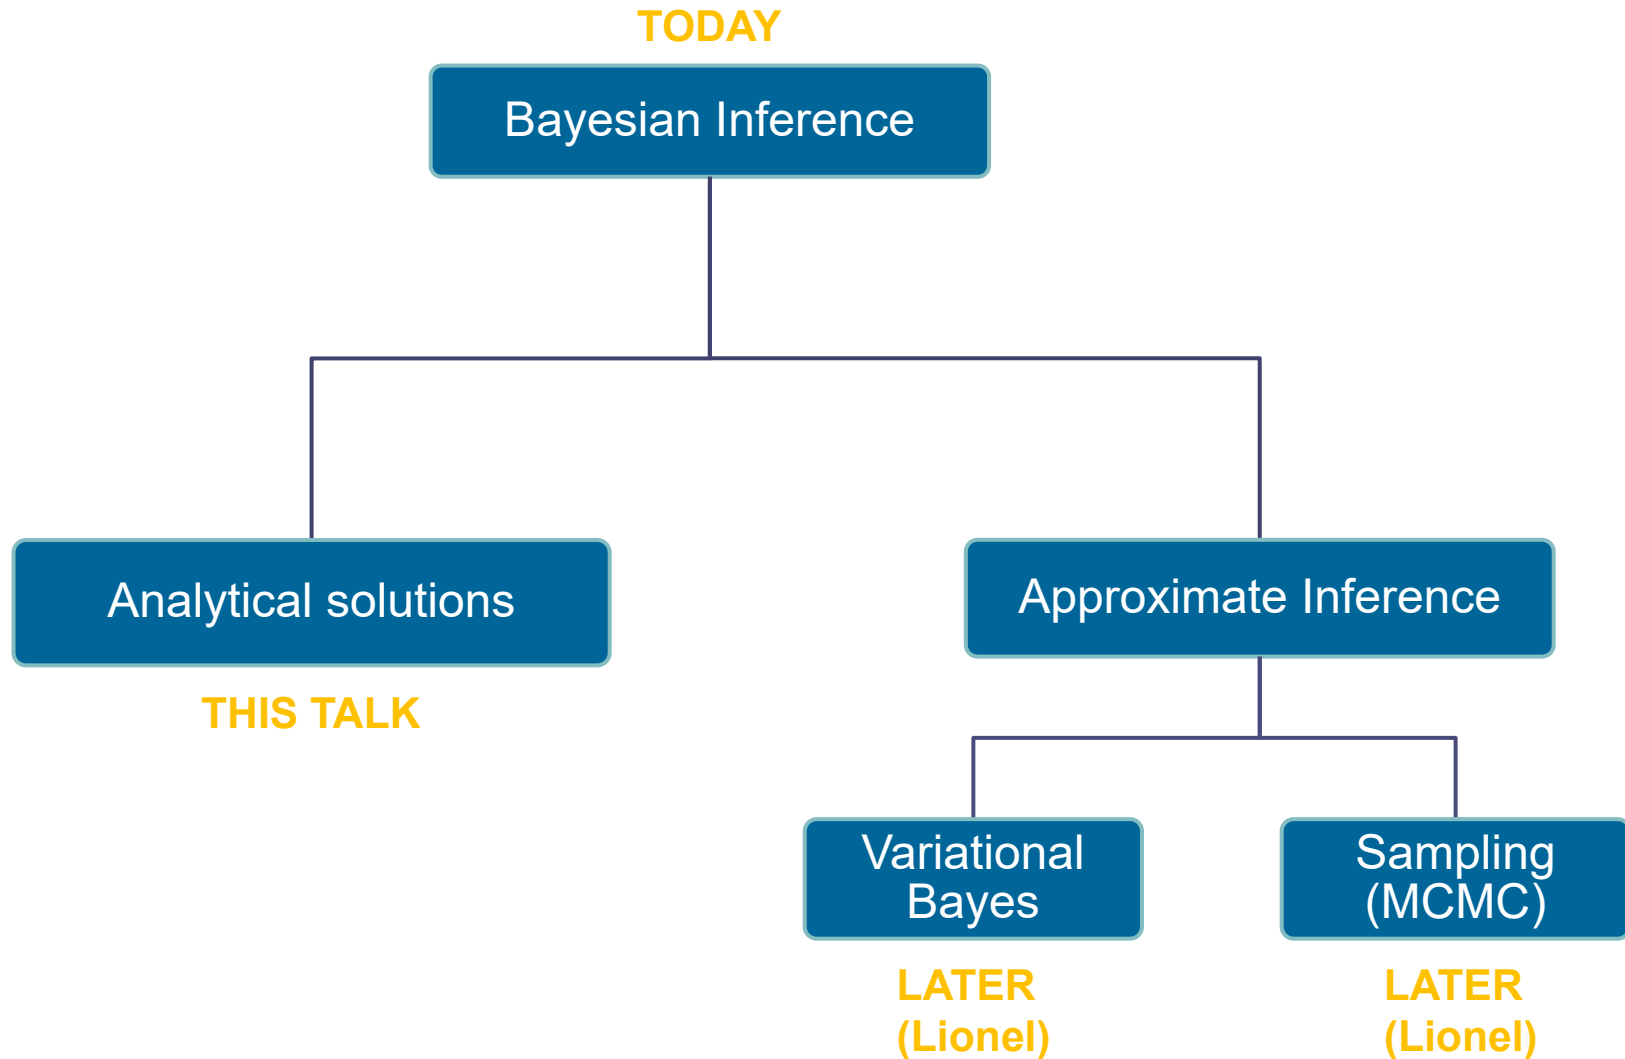 TODAY
Bayesian Inference
Analytical solutions
THIS TALK
Approximate Inference
Variational
Bayes
LATER
(Lionel)
Sampling
(MCMC)
LATER
(Lionel)